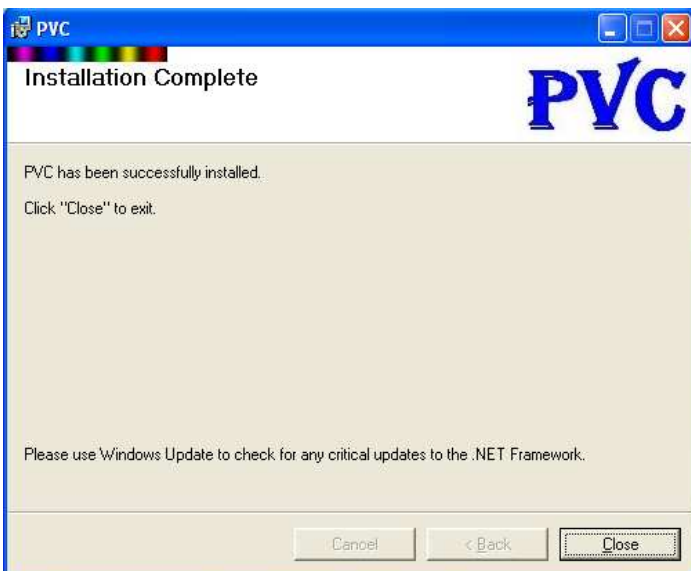 PVC
Installation Complete
PVC
PVC has been successfully installed.
Click "Close" to exit.
Please use Windows Update to check for any critical updates to the .NET Framework.
Cancel
< Back
Close